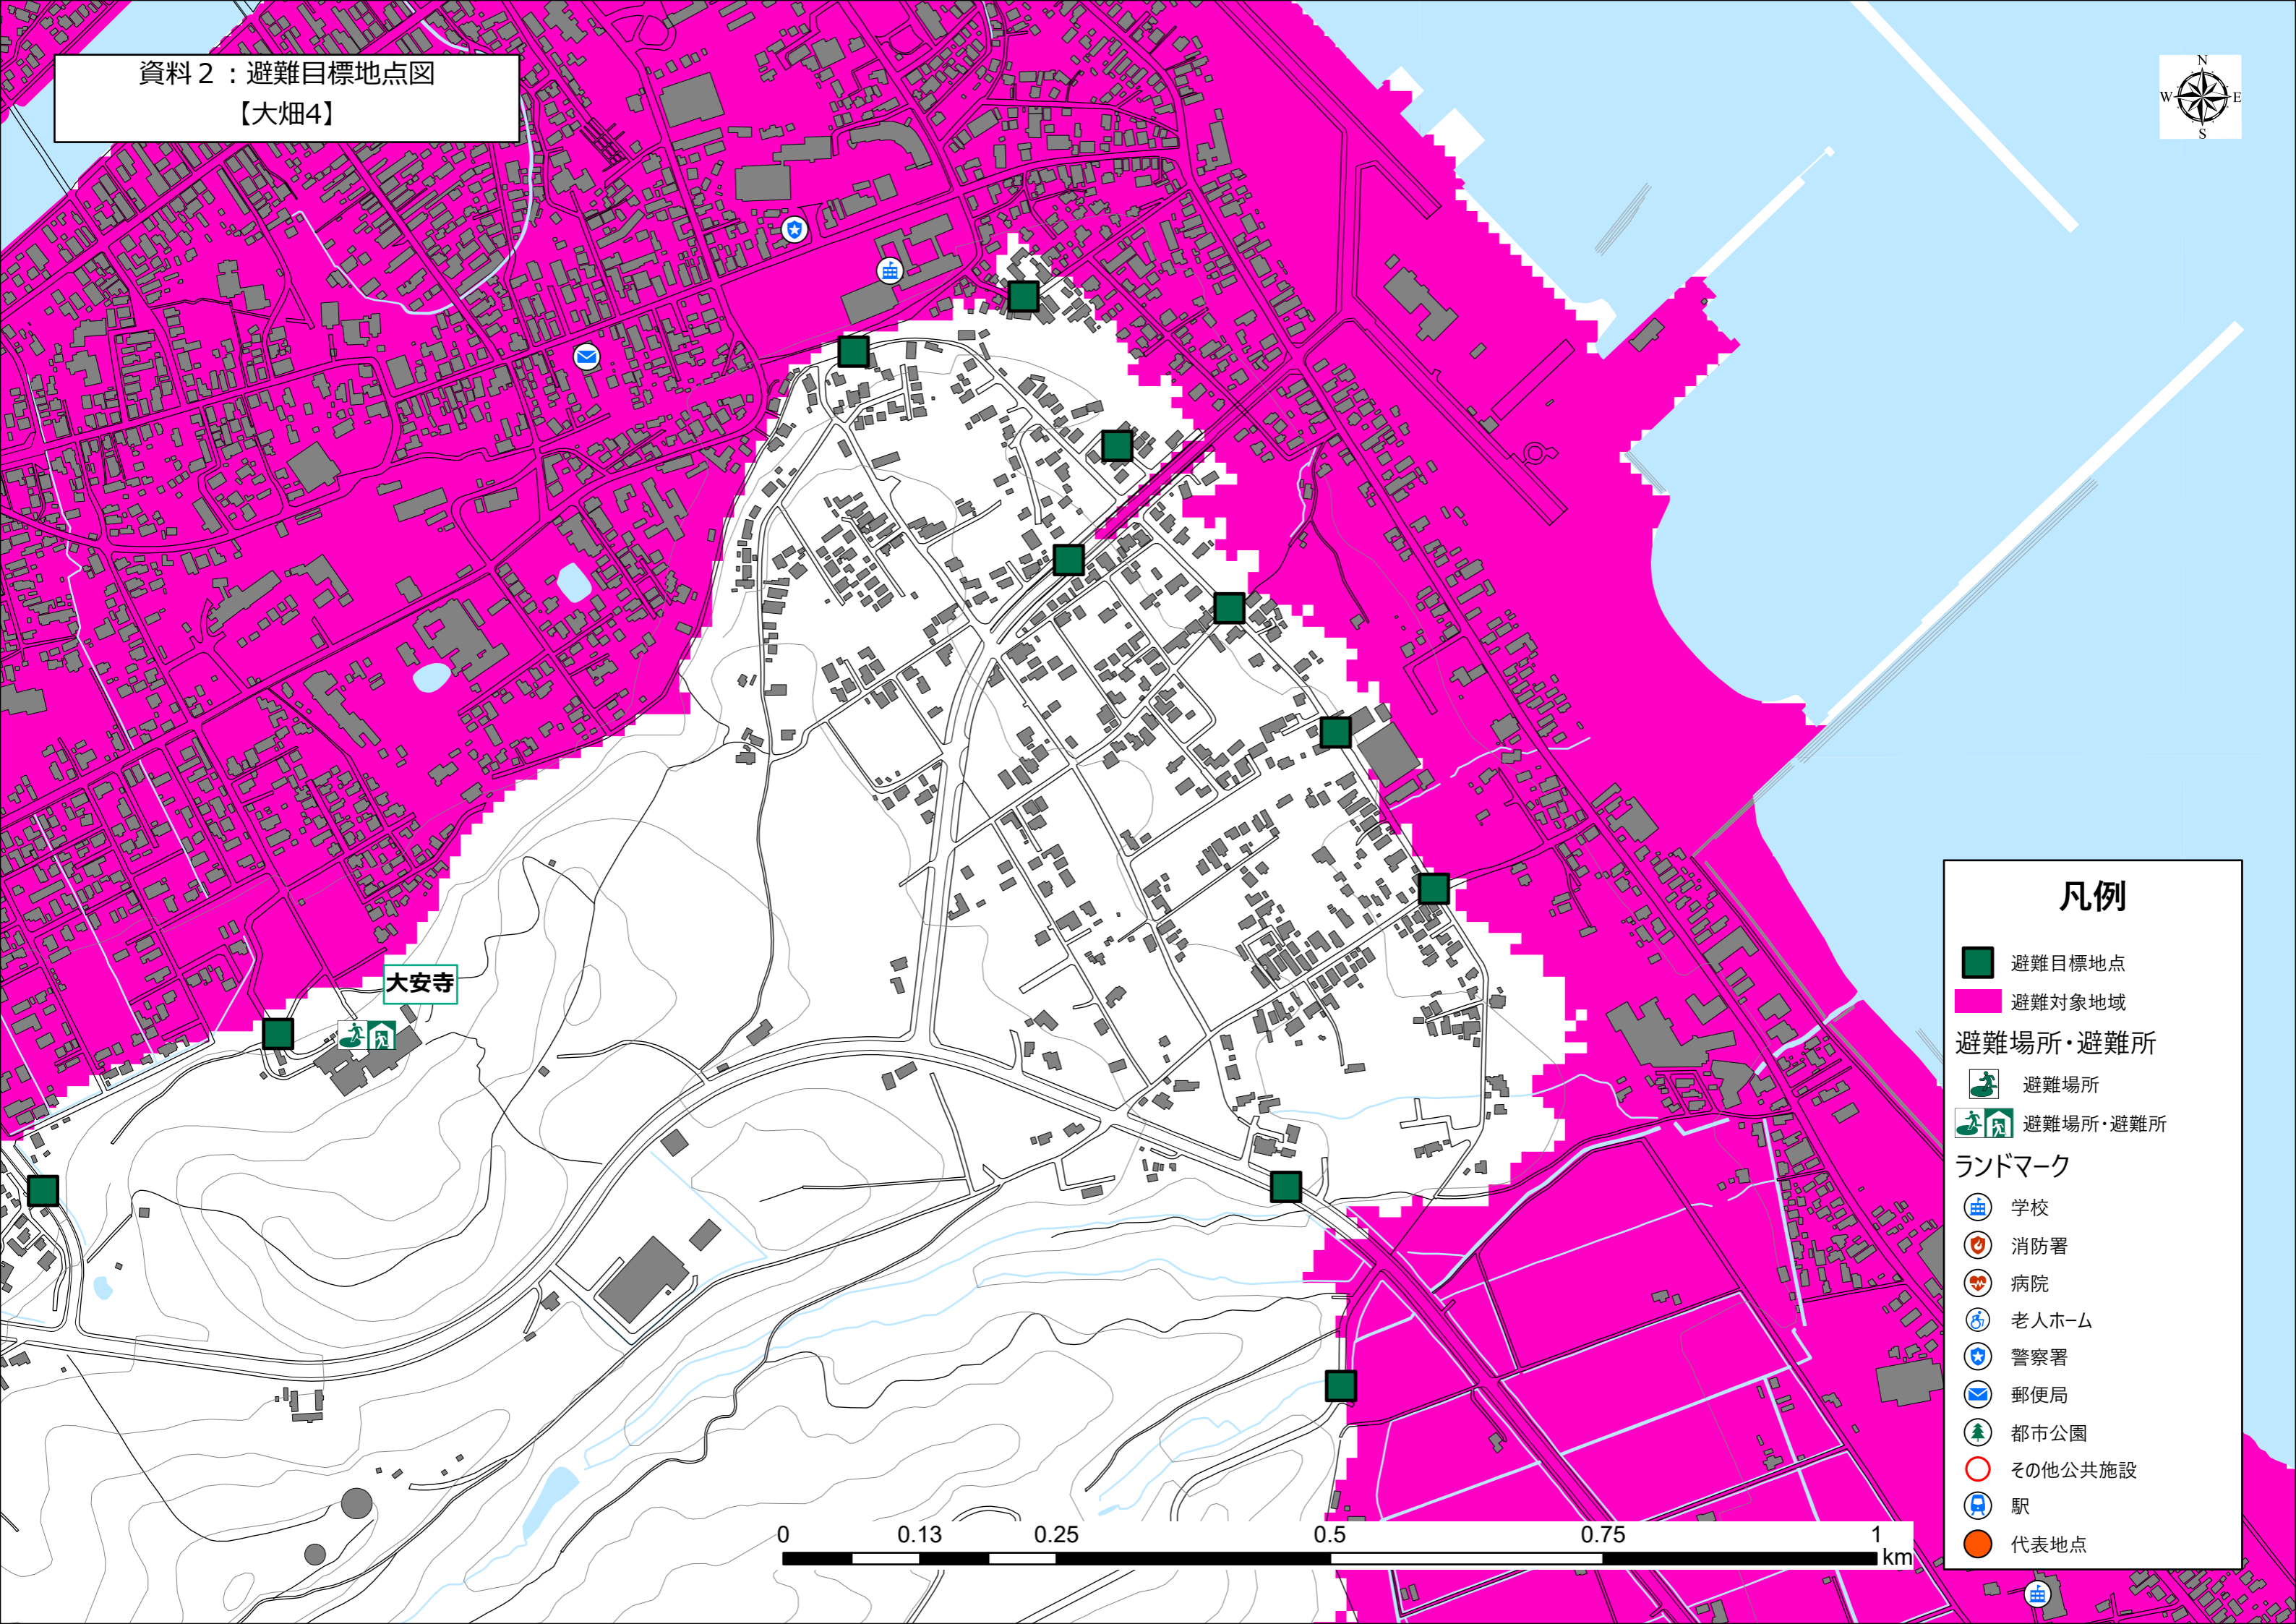 資料２：避難目標地点図
【大畑4】
N
W
E
S
大安寺
凡例
避難目標地点
避難対象地域
避難場所・避難所
避難場所
避難場所・避難所
ランドマーク
学校
消防署
病院
老人ホーム
警察署
郵便局
都市公園
その他公共施設
駅
代表地点
0
0.13
0.25
0.5
0.75
1
km